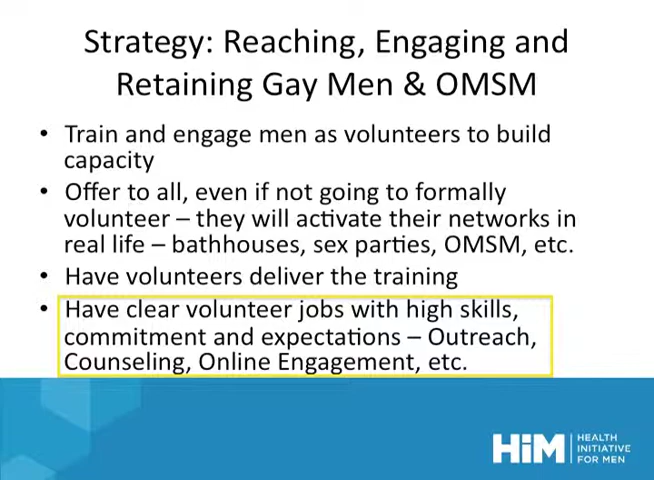 Strategy: Reaching, Engaging and
Retaining Gay Men & OMSM
• Train and engage men as volunteers to build
capacity
• Offer to all, even if not going to formally
volunteer – they will activate their networks in
real life – bathhouses, sex parties, OMSM, etc.
• Have volunteers deliver the training
• Have clear volunteer jobs with high skills,
commitment and expectations – Outreach,
Counseling, Online Engagement, etc.
HiM
HEALTH
INITIATIVE
FOR MEN